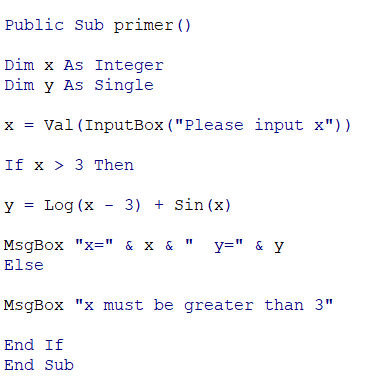 Public Sub primer()
Dim x As Integer
Dim y As Single
x = Val(InputBox("Please input x"))
If x > 3 Then
y = Log(x - 3) + Sin(x)
MsgBox "x=" & x & "  y=" & y
Else
MsgBox "x must be greater than 3"
End If
End Sub